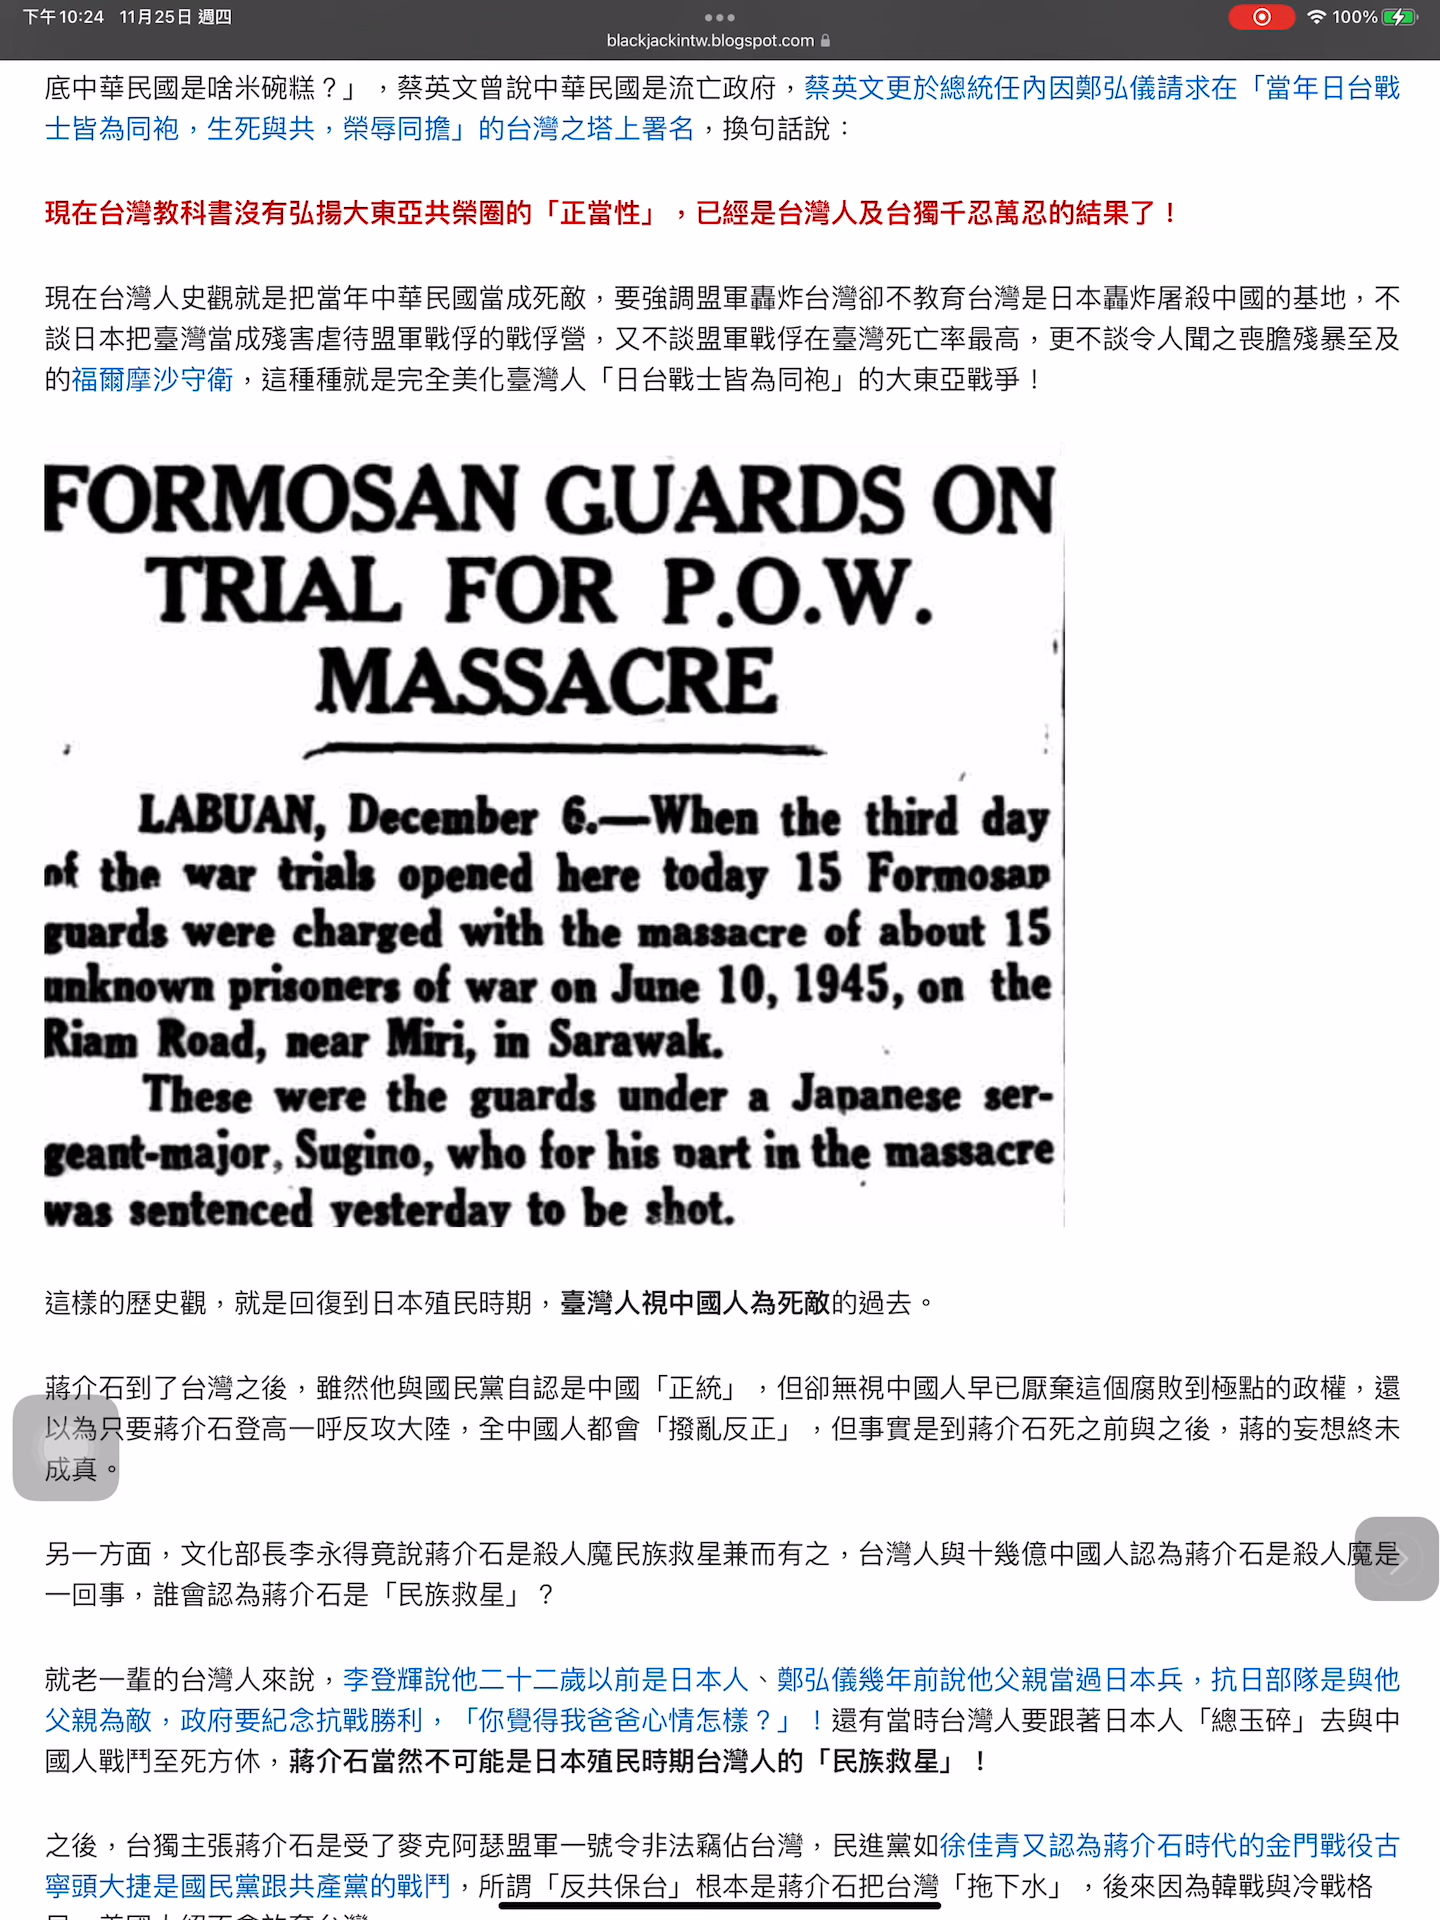 下午10:24 11月25日 週四
100%
blackjackintw.blogspot.com
底中華民國是啥米碗糕？」，蔡英文曾說中華民國是流亡政府，蔡英文更於總統任內因鄭弘儀請求在「當年日台戰
士皆為同袍，生死與共，榮辱同擔」的台灣之塔上署名，換句話說：
現在台灣教科書沒有弘揚大東亞共榮圈的「正當性」，已經是台灣人及台獨千忍萬忍的結果了！
現在台灣人史觀就是把當年中華民國當成死敵，要強調盟軍轟炸台灣卻不教育台灣是日本轟炸屠殺中國的基地，不
談日本把臺灣當成殘害虐待盟軍戰俘的戰俘營，又不談盟軍戰俘在臺灣死亡率最高，更不談令人聞之喪膽殘暴至及
的福爾摩沙守衛，這種種就是完全美化臺灣人「日台戰士皆為同袍」的大東亞戰爭！
FORMOSAN GUARDS ON
TRIAL FOR P.O.W.
MASSACRE
LABUAN, December 6.—When the third day
of the war trials opened here today 15 Formosan
guards were charged with the massacre of about 15
unknown prisoners of war on June 10, 1945, on the
Riam Road, near Miri, in Sarawak.
These were the guards under a Japanese ser-
geant-major, Sugino, who for his part in the massacre
was sentenced yesterday to be shot.
這樣的歷史觀，就是回復到日本殖民時期，臺灣人視中國人為死敵的過去。
蔣介石到了台灣之後，雖然他與國民黨自認是中國「正統」，但卻無視中國人早已厭棄這個腐敗到極點的政權，還
以為只要蔣介石登高一呼反攻大陸，全中國人都會「撥亂反正」，但事實是到蔣介石死之前與之後，蔣的妄想終未
成真。
另一方面，文化部長李永得竟說蔣介石是殺人魔民族救星兼而有之，台灣人與十幾億中國人認為蔣介石是殺人魔是
一回事，誰會認為蔣介石是「民族救星」？
就老一輩的台灣人來說，李登輝說他二十二歲以前是日本人、鄭弘儀幾年前說他父親當過日本兵，抗日部隊是與他
父親為敵，政府要紀念抗戰勝利，「你覺得我爸爸心情怎樣？」！還有當時台灣人要跟著日本人「總玉碎」去與中
國人戰鬥至死方休，蔣介石當然不可能是日本殖民時期台灣人的「民族救星」！
之後，台獨主張蔣介石是受了麥克阿瑟盟軍一號令非法竊佔台灣，民進黨如徐佳青又認為蔣介石時代的金門戰役古
寧頭大捷是國民黨跟共產黨的戰鬥，所謂「反共保台」根本是蔣介石把台灣「拖下水」，後來因為韓戰與冷戰格